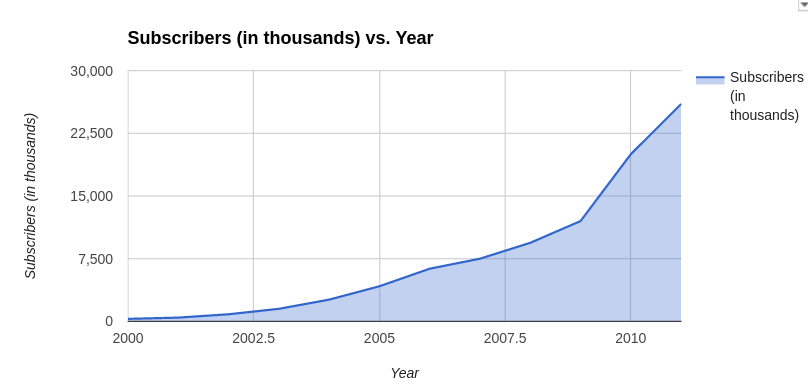 Subscribers (in thousands) vs. Year
30,000
22,500
15,000
7,500
0
Subscribers (in thousands)
2000 2002.5 2005 2007.5 2010
Year
Subscribers
(in
thousands)